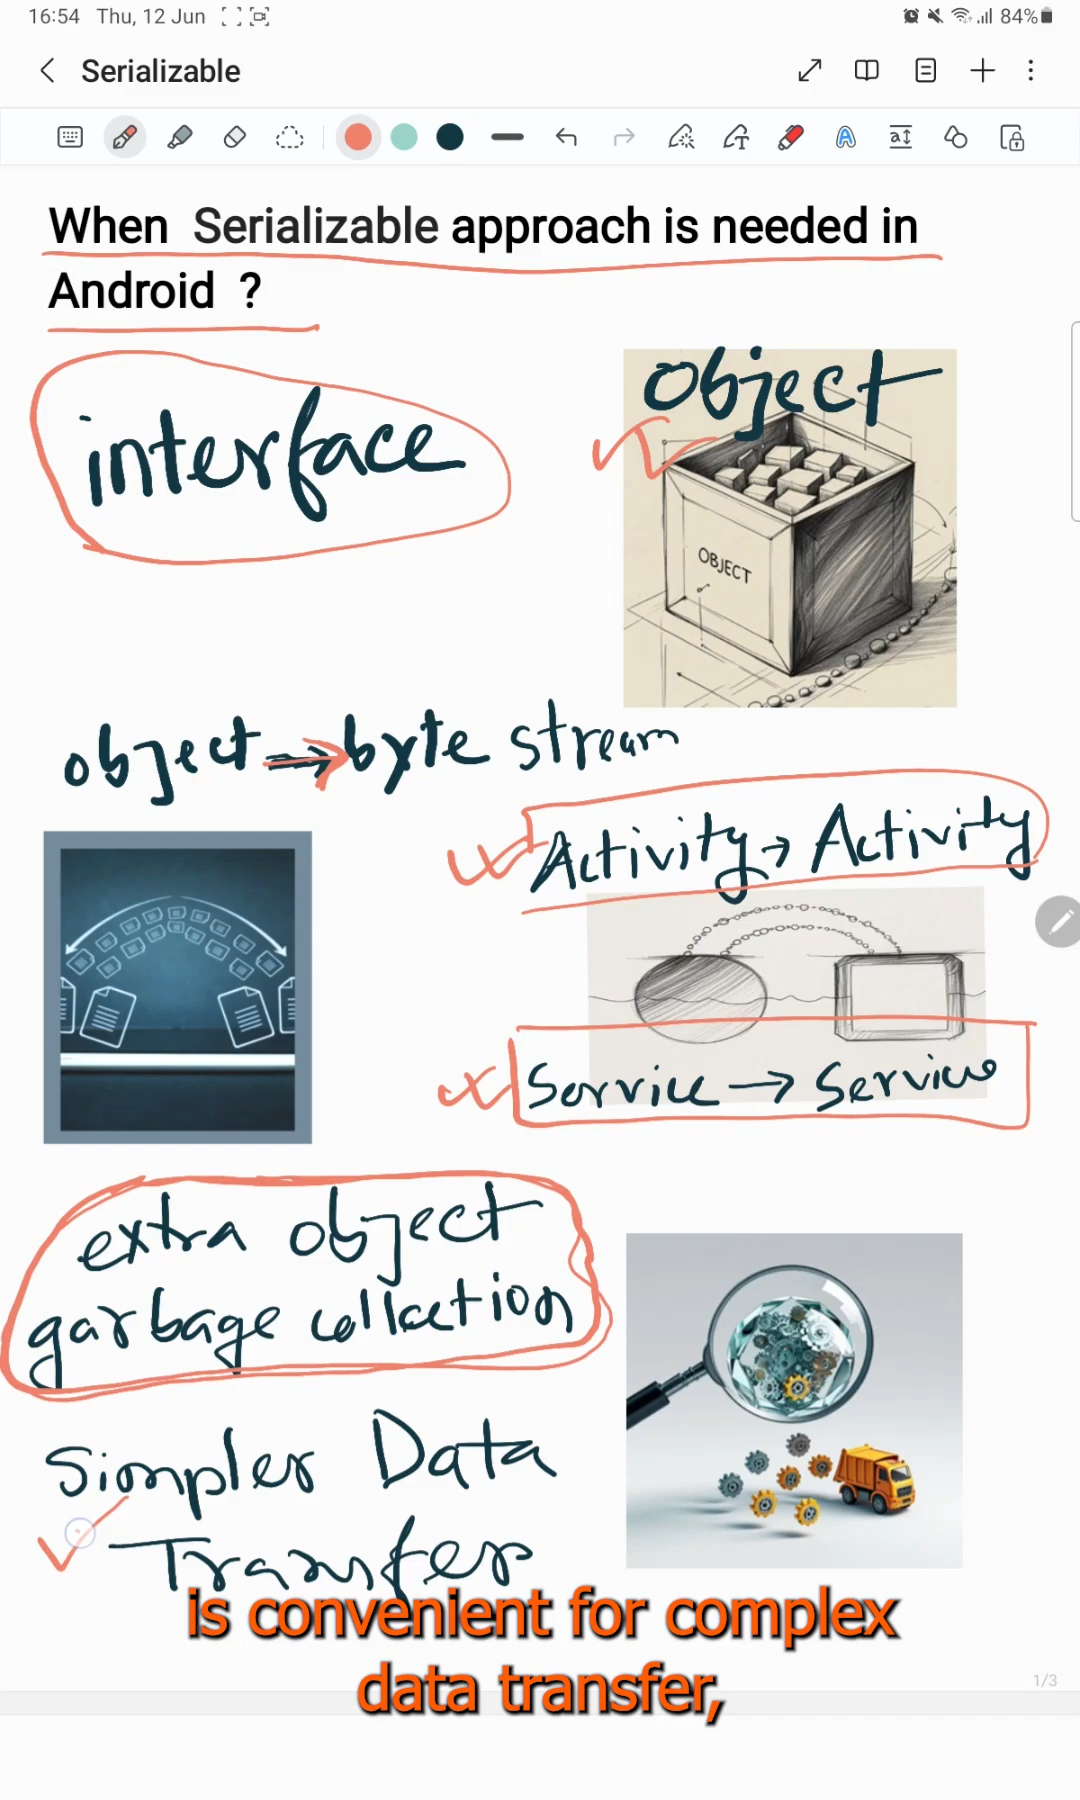 16:54 Thu, 12 Jun 84%
Serializable
When Serializable approach is needed in
Android ?
interface
Object
OBJECT
object → byte stream
Activity → Activity
Service → Service
extra object
garbage collection
Simpler Data
Transfer
is convenient for complex
data transfer,
1/3